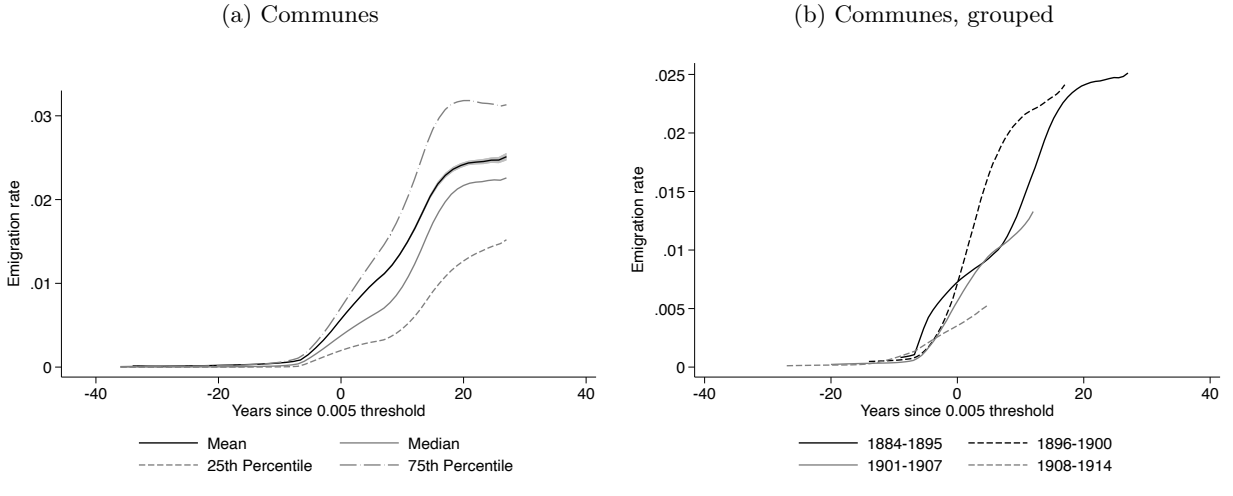 (a) Communes
.03
.02
.01
0
Emigration rate
-40
-20
0
20
40
Years since 0.005 threshold
Mean
Median
25th Percentile
75th Percentile
(b) Communes, grouped
.025
.02
.015
.01
.005
0
Emigration rate
-40
-20
0
20
40
Years since 0.005 threshold
1884-1895
1896-1900
1901-1907
1908-1914